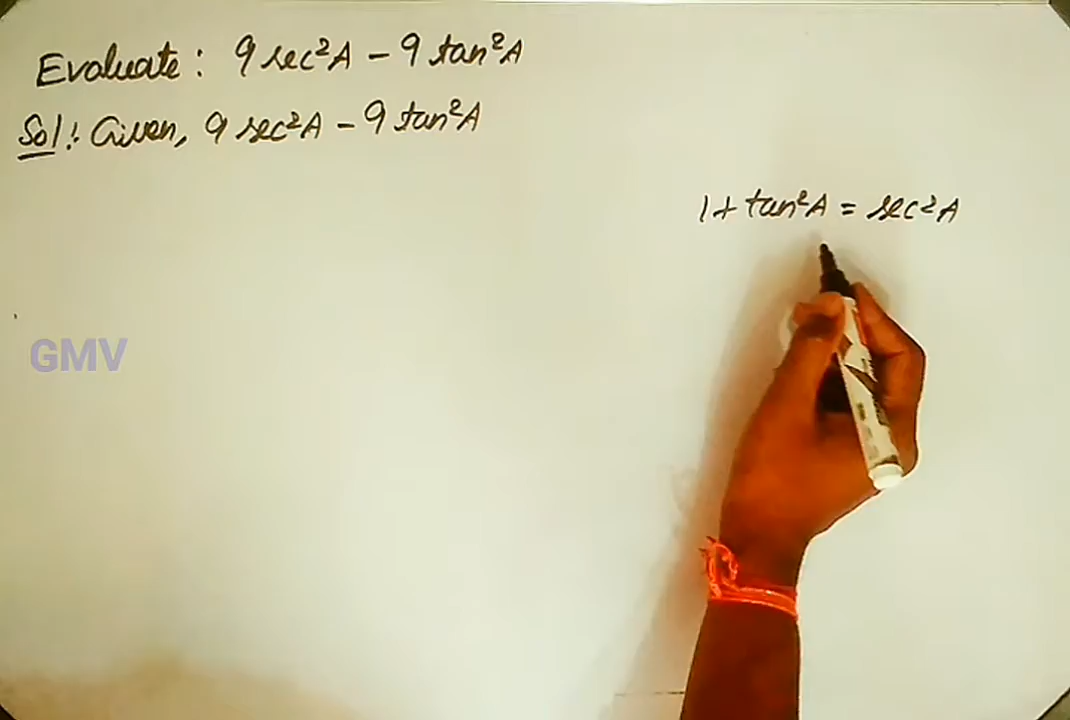 Evaluate: 9 sec²A - 9 tan²A
Sol: Given, 9 sec²A - 9 tan²A
1 + tan²A = sec²A
GMV